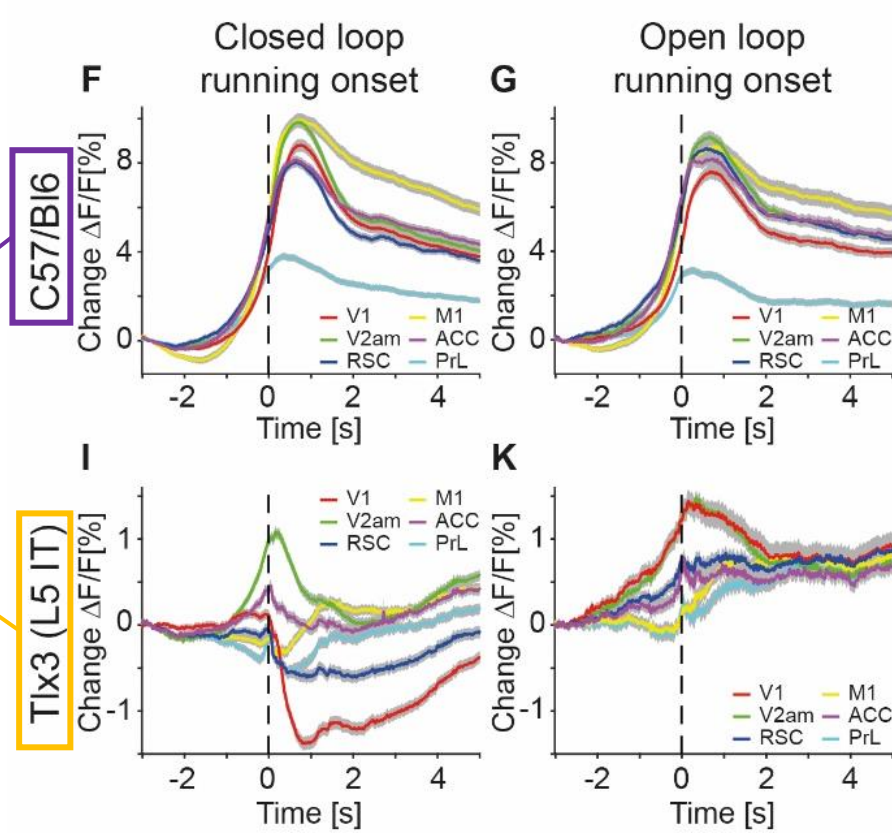 Closed loop
running onset
Open loop
running onset
F
G
C57/Bl6
Change ΔF/F[%]
8
4
0
V1
M1
V2am
ACC
RSC
PrL
-2
0
2
4
Time [s]
Change ΔF/F[%]
8
4
0
V1
M1
V2am
ACC
RSC
PrL
-2
0
2
4
Time [s]
I
K
Tlx3 (L5 IT)
Change ΔF/F[%]
1
0
-1
V1
M1
V2am
ACC
RSC
PrL
-2
0
2
4
Time [s]
Change ΔF/F[%]
1
0
-1
V1
M1
V2am
ACC
RSC
PrL
-2
0
2
4
Time [s]